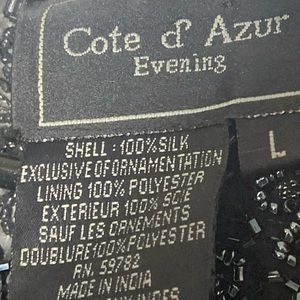 Cote d' Azur
Evening
L
SHELL : 100% SILK
EXCLUSIVE OF ORNAMENTATION
LINING 100% POLYESTER
EXTERIEUR 100% SOIE
SAUF LES ORNEMENTS
DOUBLURE 100% POLYESTER
RN. 59782
MADE IN INDIA